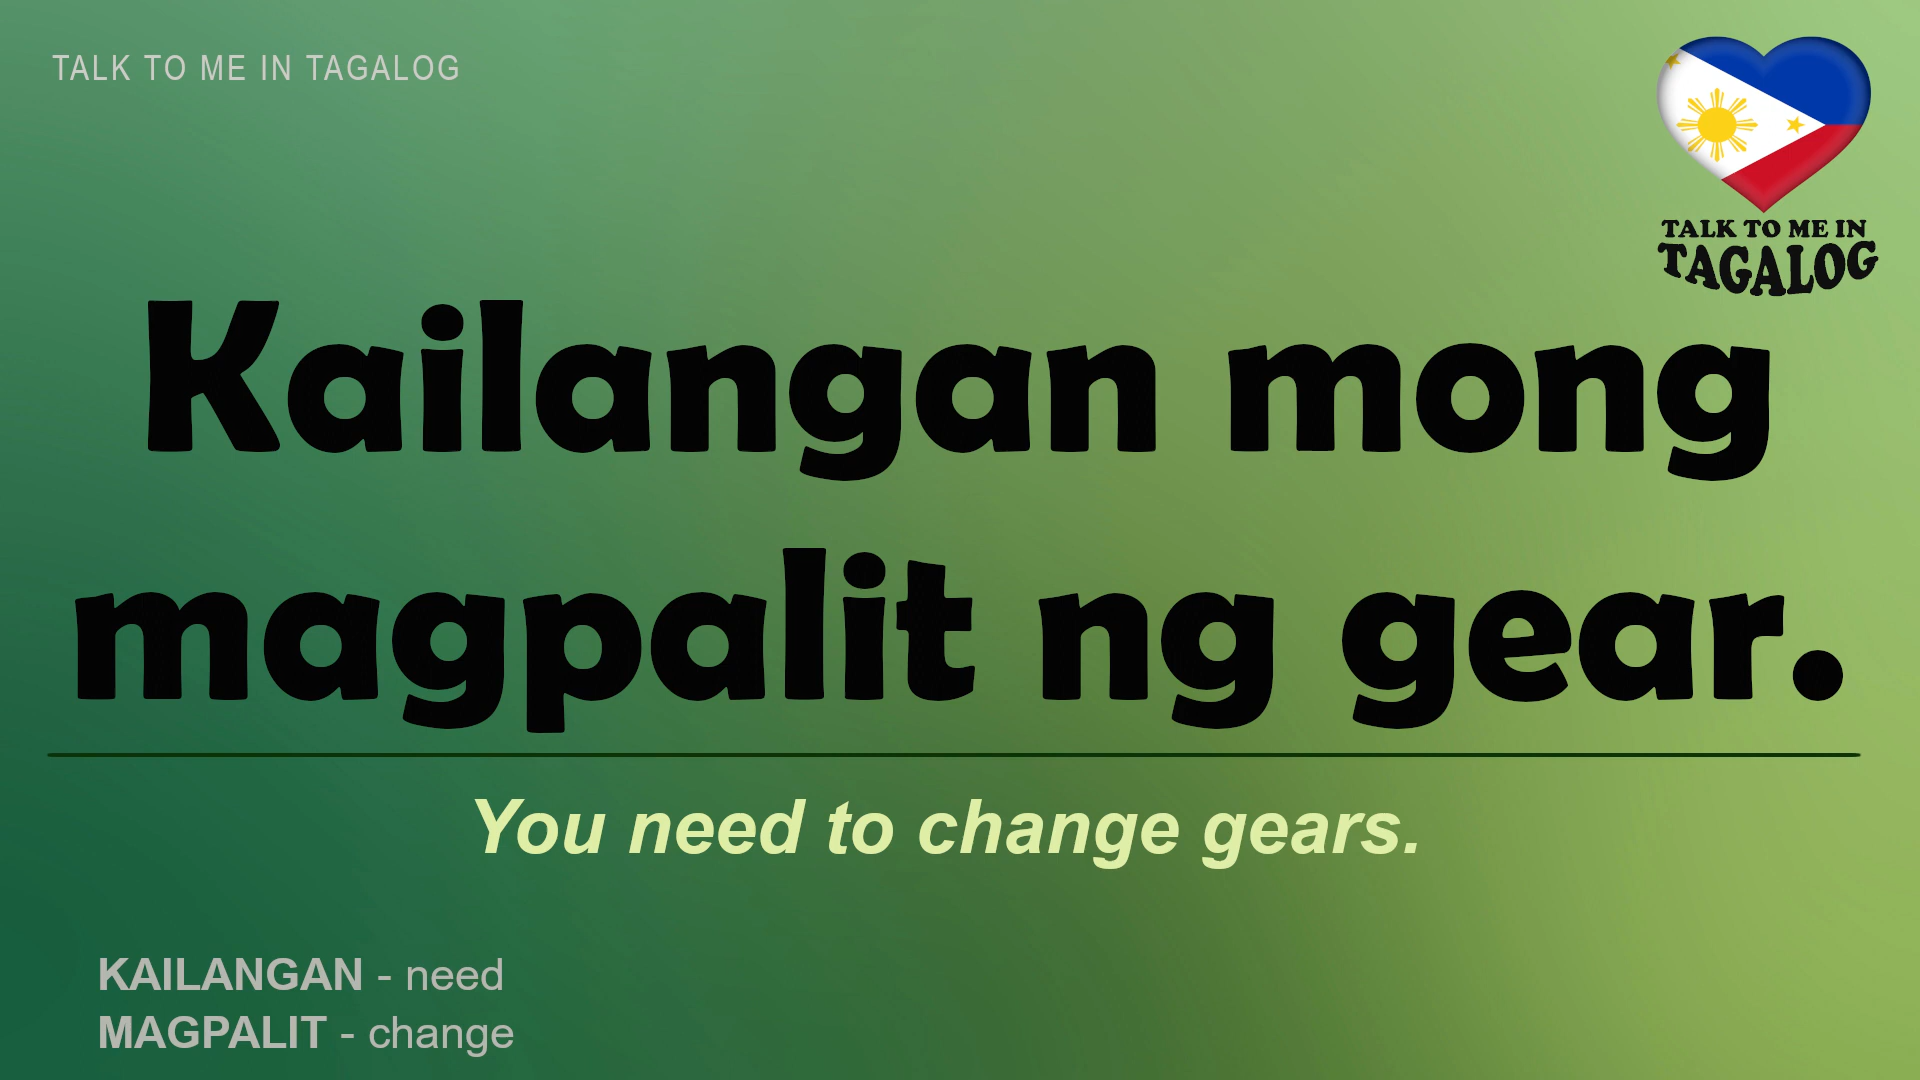 TALK TO ME IN TAGALOG
TALK TO ME IN
TAGALOG
Kailangan mong
magpalit ng gear.
You need to change gears.
KAILANGAN - need
MAGPALIT - change